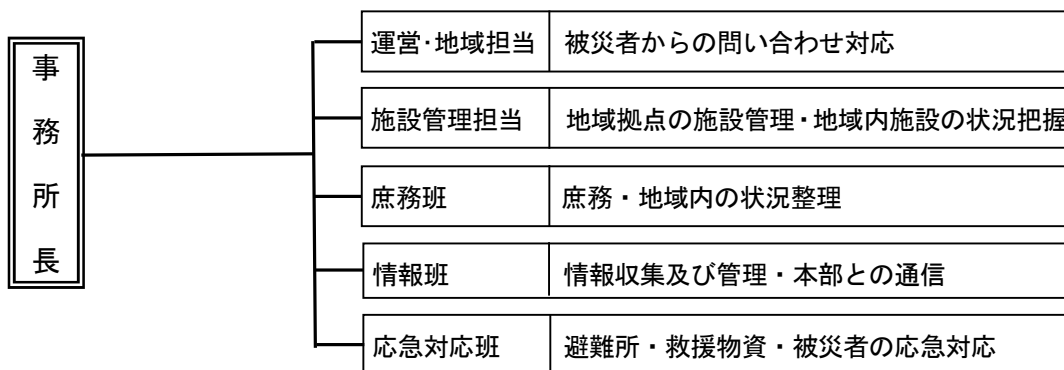 事務所長
運営・地域担当 被災者からの問い合わせ対応
施設管理担当 地域拠点の施設管理・地域内施設の状況把握
庶務班 庶務・地域内の状況整理
情報班 情報収集及び管理・本部との通信
応急対応班 避難所・救援物資・被災者の応急対応